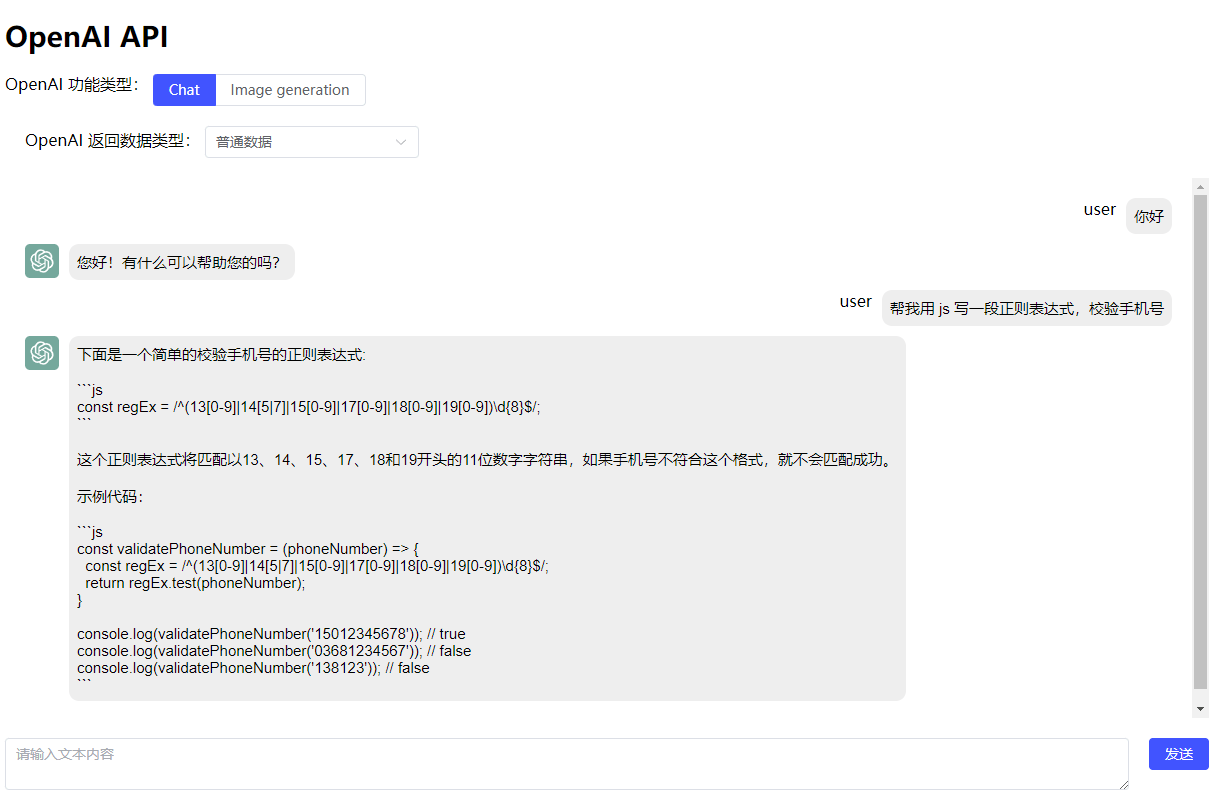 OpenAI API
OpenAI 功能类型： Chat Image generation
OpenAI 返回数据类型： 普通数据
user 你好
您好！有什么可以帮助您的吗？
user 帮我用 js 写一段正则表达式，校验手机号
下面是一个简单的校验手机号的正则表达式:
```js
const regEx = /^(13[0-9]|14[5|7]|15[0-9]|17[0-9]|18[0-9]|19[0-9])\d{8}$/;
```
这个正则表达式将匹配以13、14、15、17、18和19开头的11位数字字符串，如果手机号不符合这个格式，就不会匹配成功。
示例代码：
```js
const validatePhoneNumber = (phoneNumber) => {
  const regEx = /^(13[0-9]|14[5|7]|15[0-9]|17[0-9]|18[0-9]|19[0-9])\d{8}$/;
  return regEx.test(phoneNumber);
}
console.log(validatePhoneNumber('15012345678')); // true
console.log(validatePhoneNumber('03681234567')); // false
console.log(validatePhoneNumber('138123')); // false
```
请输入文本内容 发送